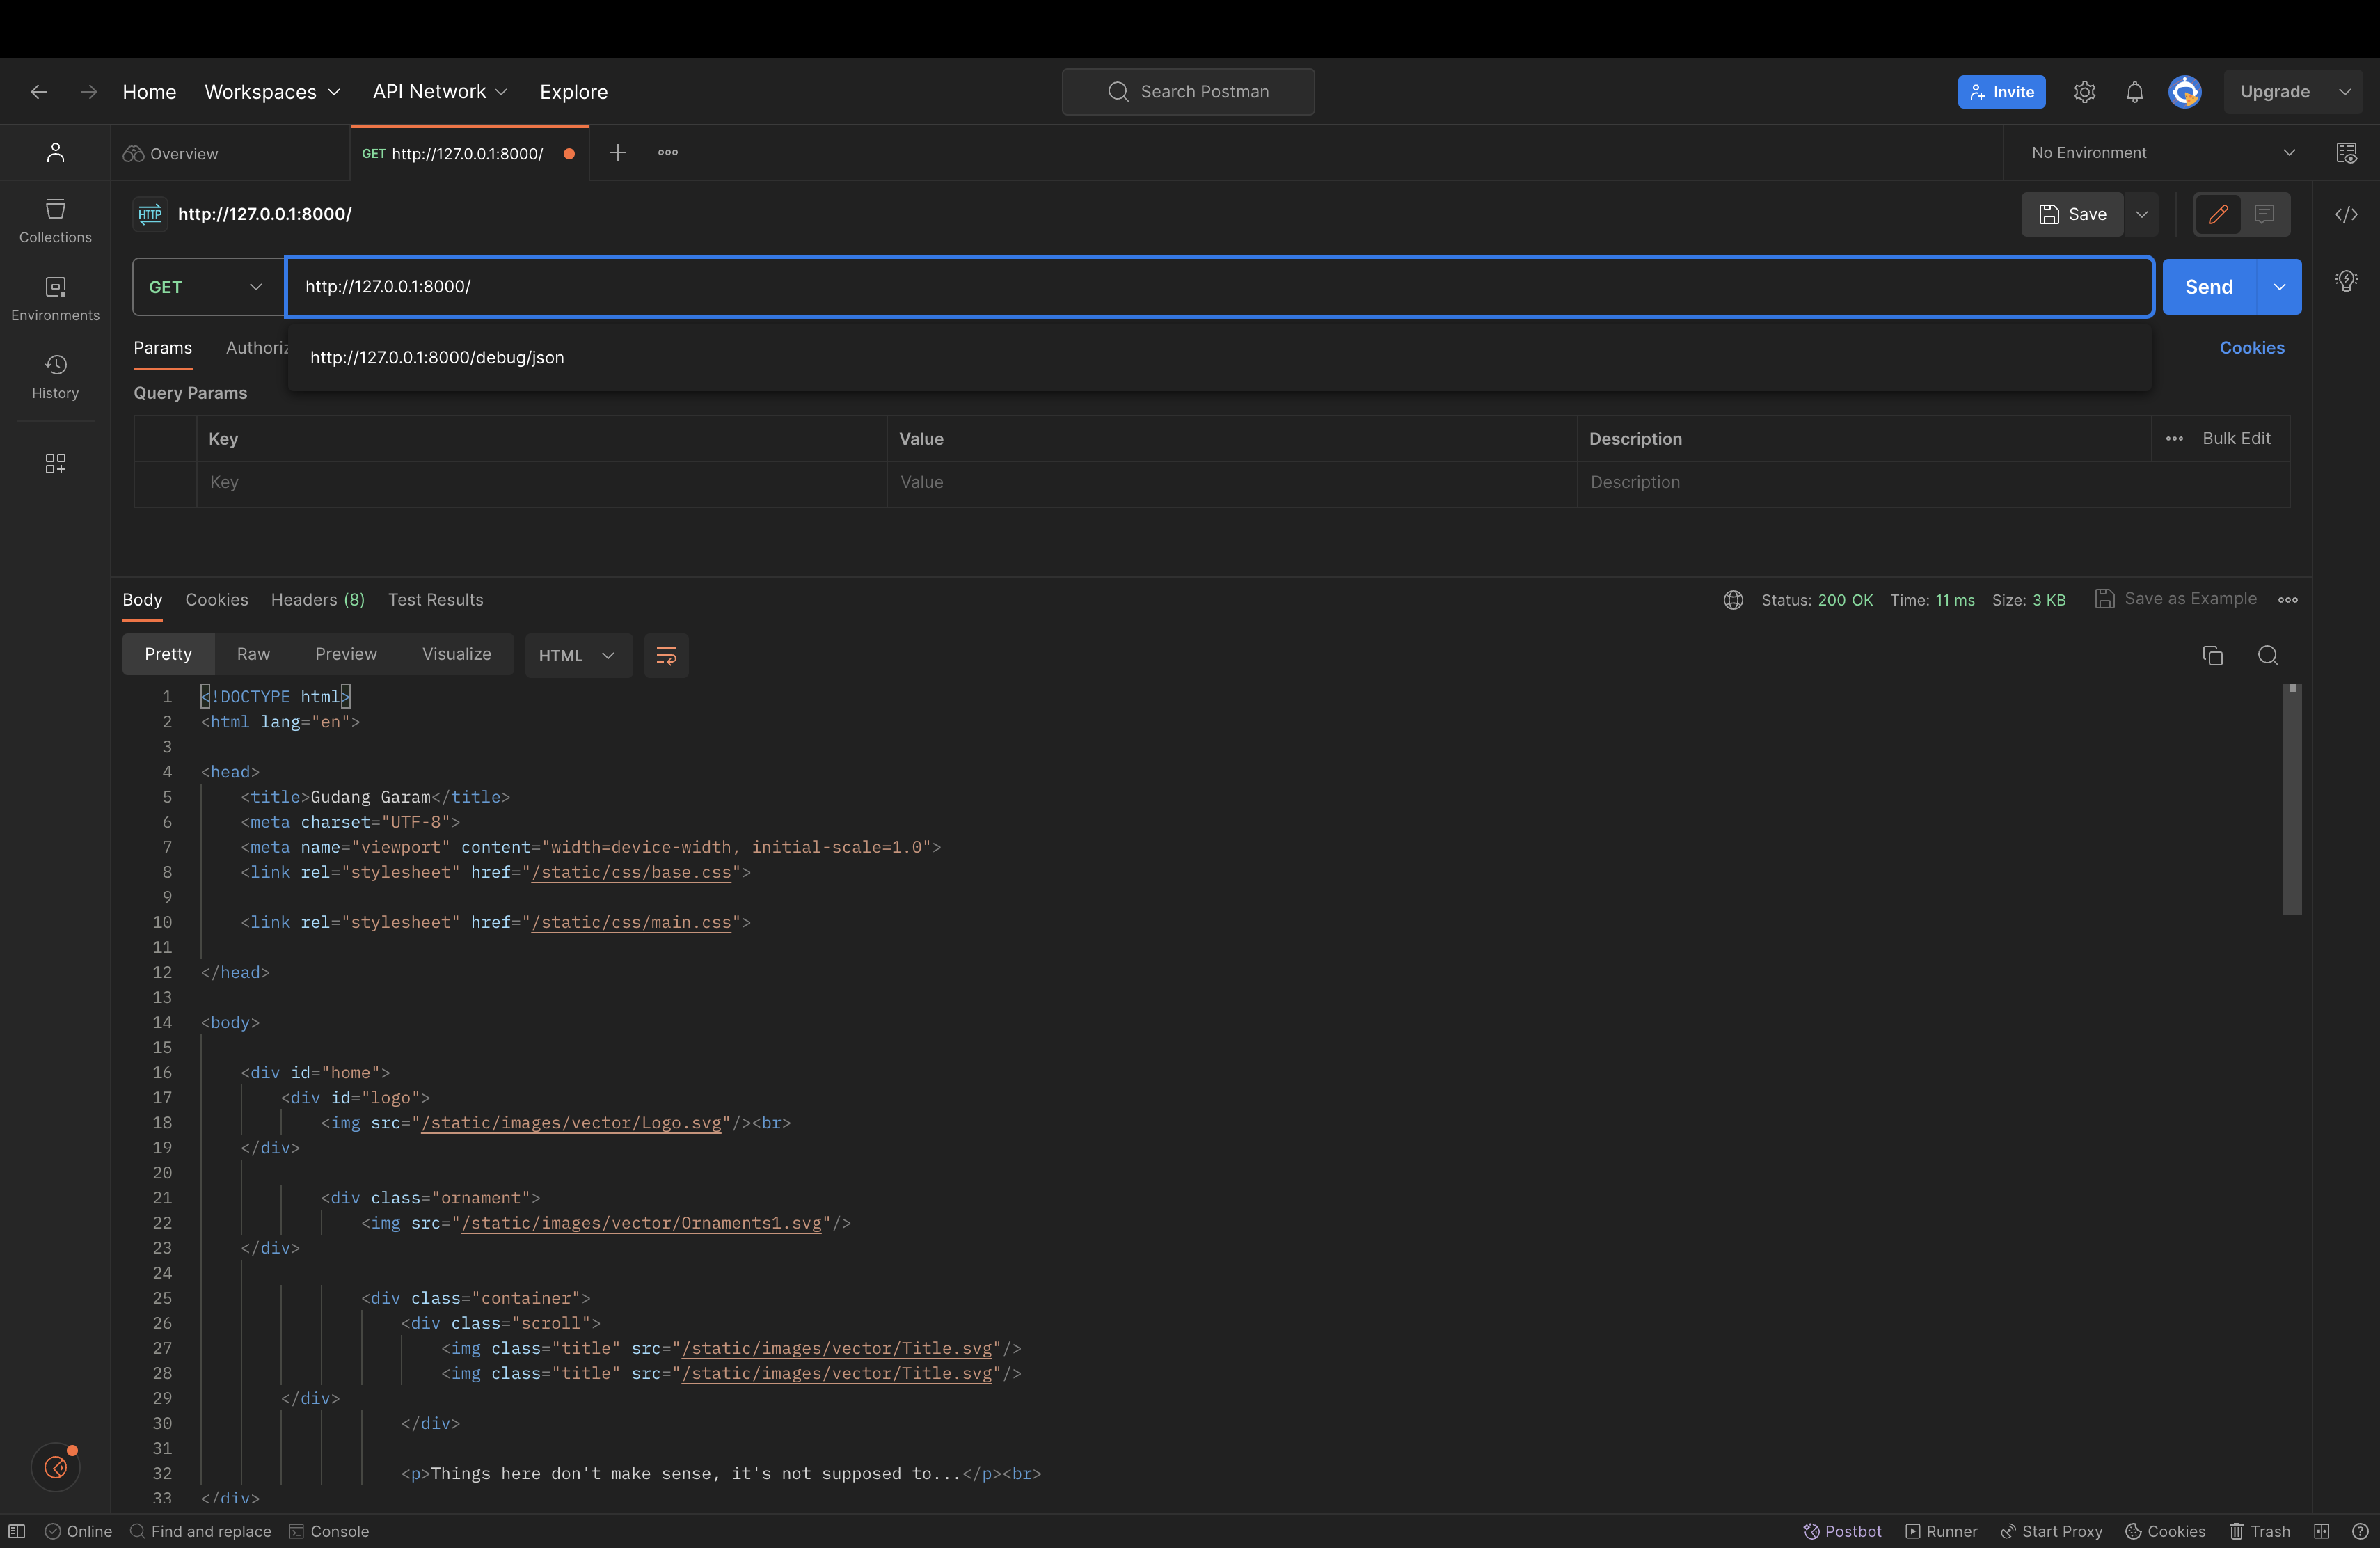 Home Workspaces API Network Explore Search Postman Invite Upgrade
Overview GET http://127.0.0.1:8000/ No Environment
HTTP http://127.0.0.1:8000/ Save
Collections
Environments
History
GET http://127.0.0.1:8000/ Send
http://127.0.0.1:8000/debug/json
Params Authoriz Cookies
Query Params
Key Value Description Bulk Edit
Key Value Description
Body Cookies Headers (8) Test Results Status: 200 OK Time: 11 ms Size: 3 KB Save as Example
Pretty Raw Preview Visualize HTML
1 <!DOCTYPE html>
2 <html lang="en">
3
4 <head>
5 <title>Gudang Garam</title>
6 <meta charset="UTF-8">
7 <meta name="viewport" content="width=device-width, initial-scale=1.0">
8 <link rel="stylesheet" href="/static/css/base.css">
9
10 <link rel="stylesheet" href="/static/css/main.css">
11
12 </head>
13
14 <body>
15
16 <div id="home">
17 <div id="logo">
18 <img src="/static/images/vector/Logo.svg"/><br>
19 </div>
20
21 <div class="ornament">
22 <img src="/static/images/vector/Ornaments1.svg"/>
23 </div>
24
25 <div class="container">
26 <div class="scroll">
27 <img class="title" src="/static/images/vector/Title.svg"/>
28 <img class="title" src="/static/images/vector/Title.svg"/>
29 </div>
30 </div>
31
32 <p>Things here don't make sense, it's not supposed to...</p><br>
33 </div>
Online Find and replace Console Postbot Runner Start Proxy Cookies Trash